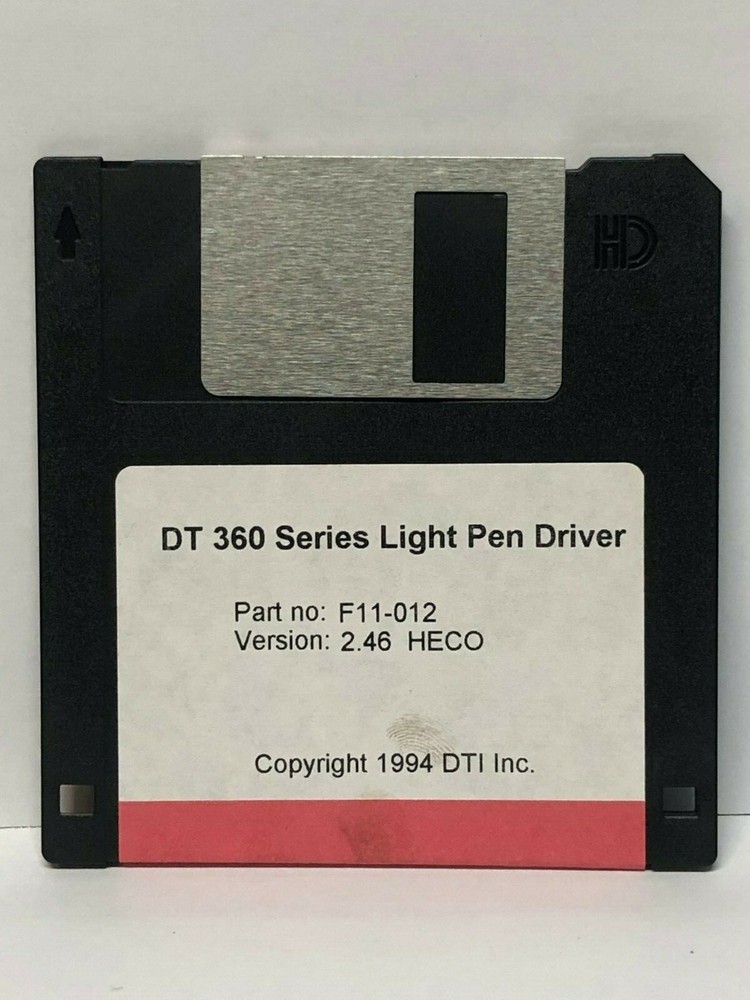 HD
DT 360 Series Light Pen Driver
Part no: F11-012
Version: 2.46 HECO
Copyright 1994 DTI Inc.